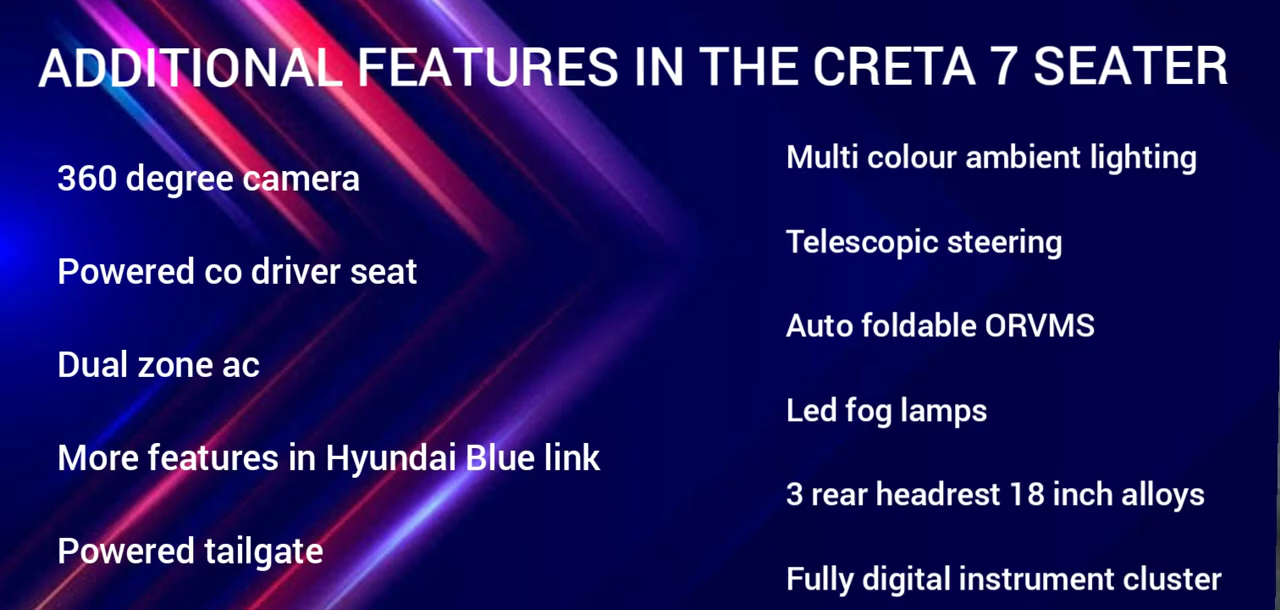 ADDITIONAL FEATURES IN THE CRETA 7 SEATER
360 degree camera
Powered co driver seat
Dual zone ac
More features in Hyundai Blue link
Powered tailgate
Multi colour ambient lighting
Telescopic steering
Auto foldable ORVMS
Led fog lamps
3 rear headrest 18 inch alloys
Fully digital instrument cluster